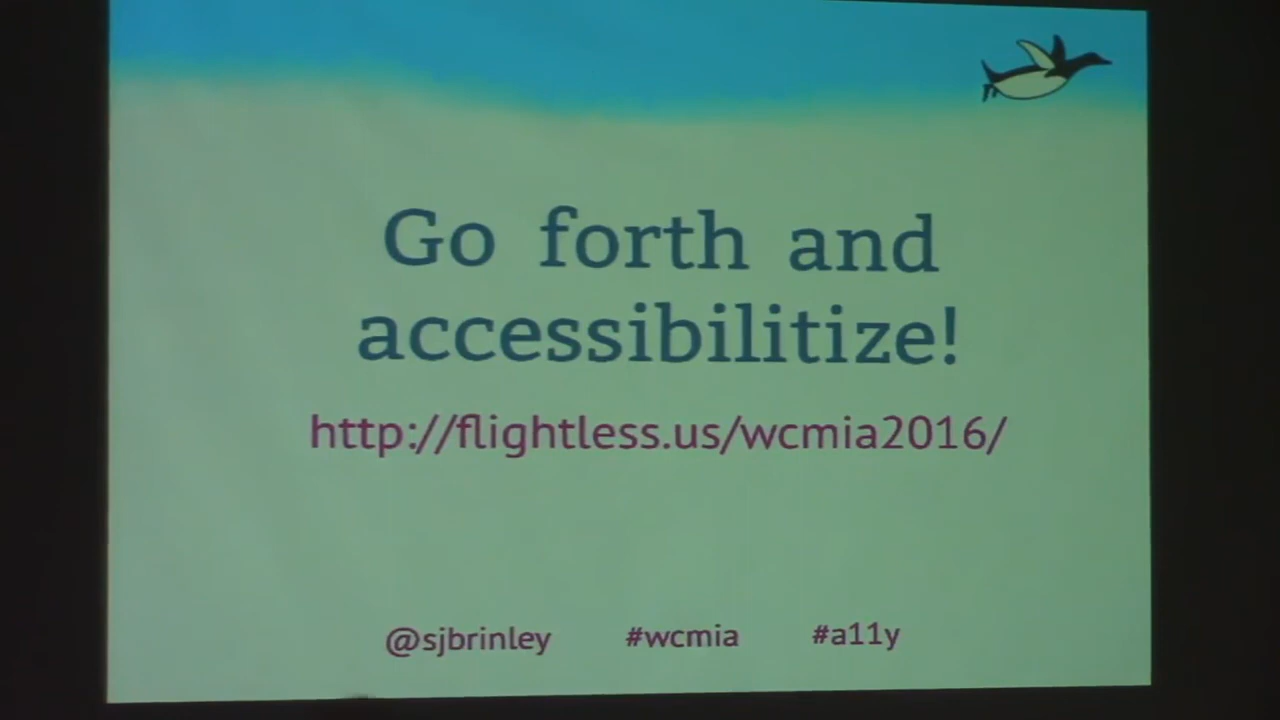 Go forth and
accessibilitize!
http://flightless.us/wcmia2016/
@sjbrinley #wcmia #a11y